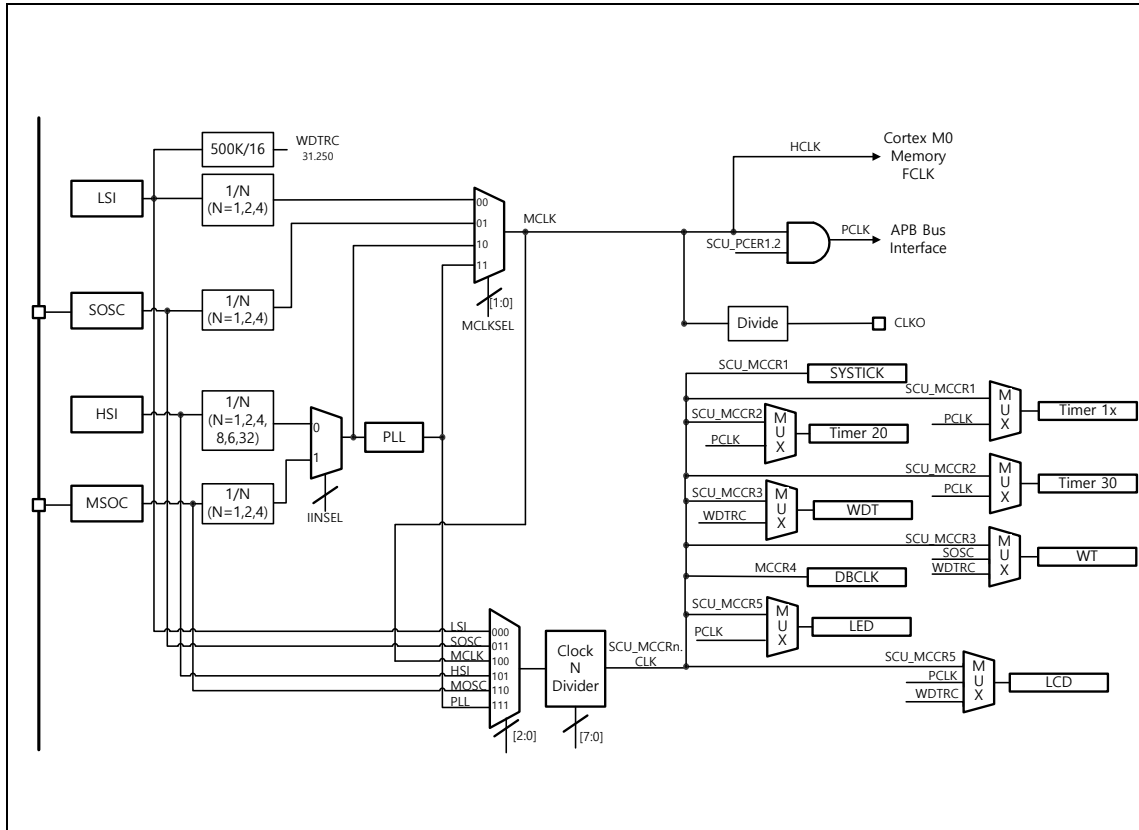 500K/16
WDTRC
31.250
LSI
1/N
(N=1,2,4)
SOSC
1/N
(N=1,2,4)
HSI
1/N
(N=1,2,4,
8,6,32)
MSOC
1/N
(N=1,2,4)
0
1
IINSEL
PLL
00
01
10
11
[1:0]
MCLKSEL
MCLK
HCLK
Cortex M0
Memory
FCLK
SCU_PCER1.2
PCLK
APB Bus
Interface
Divide
CLKO
LSI
SOSC
MCLK
HSI
MOSC
PLL
000
011
100
101
110
111
[2:0]
Clock
N
Divider
[7:0]
SCU_MCCRn.
CLK
SCU_MCCR1
SYSTICK
SCU_MCCR1
PCLK
M
U
X
Timer 1x
SCU_MCCR2
PCLK
M
U
X
Timer 20
SCU_MCCR2
PCLK
M
U
X
Timer 30
SCU_MCCR3
WDTRC
M
U
X
WDT
SCU_MCCR3
SOSC
WDTRC
M
U
X
WT
MCCR4
DBCLK
SCU_MCCR5
PCLK
M
U
X
LED
SCU_MCCR5
PCLK
WDTRC
M
U
X
LCD